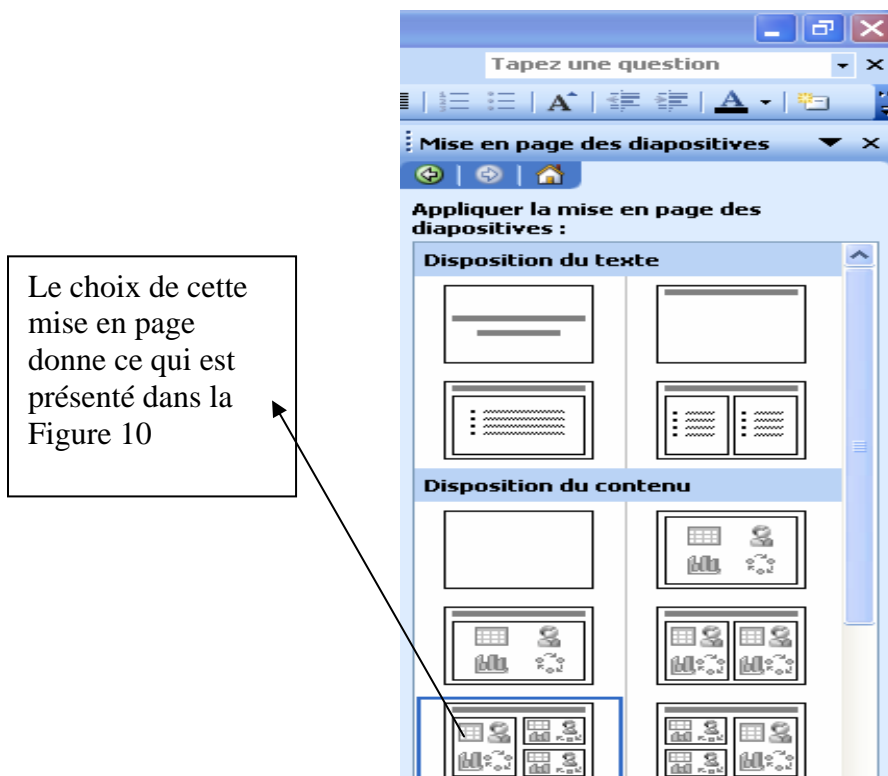 Tapez une question
A
A
Mise en page des diapositives
Appliquer la mise en page des
diapositives :
Disposition du texte
Le choix de cette
mise en page
donne ce qui est
présenté dans la
Figure 10
Disposition du contenu